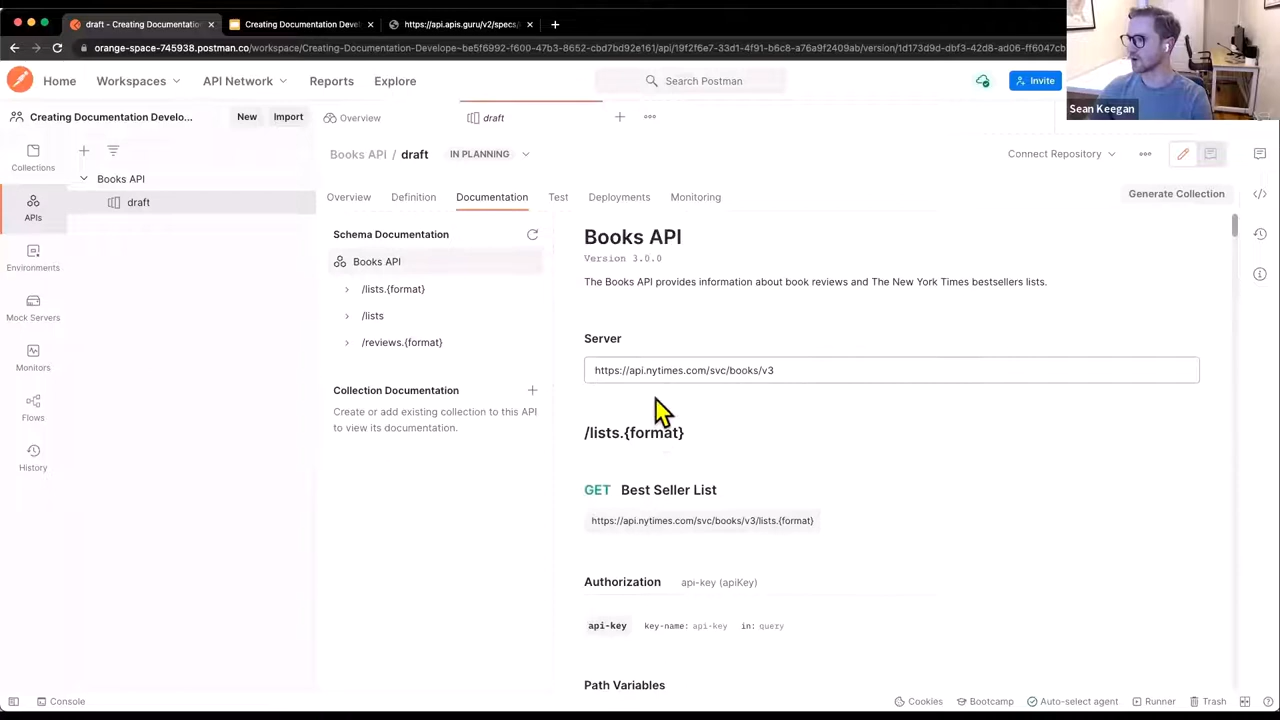 draft - Creating Documentation
Creating Documentation Deve
https://api.apis.guru/v2/specs/
orange-space-745938.postman.co/workspace/Creating-Documentation-Develope~be5f6992-f600-47b3-8652-cbd7bd92e161/api/19f2f6e7-33d1-4f91-b6c8-a76a9f2409ab/version/1d173d9d-dbf3-42d8-ad06-ff6047cb
Home
Workspaces
API Network
Reports
Explore
Search Postman
Invite
Sean Keegan
Creating Documentation Develo...
New
Import
Overview
draft
Collections
APIs
Environments
Mock Servers
Monitors
Flows
History
Books API
draft
Books API / draft
IN PLANNING
Connect Repository
Overview
Definition
Documentation
Test
Deployments
Monitoring
Generate Collection
Schema Documentation
Books API
/lists.{format}
/lists
/reviews.{format}
Collection Documentation
Create or add existing collection to this API
to view its documentation.
Books API
Version 3.0.0
The Books API provides information about book reviews and The New York Times bestsellers lists.
Server
https://api.nytimes.com/svc/books/v3
/lists.{format}
GET Best Seller List
https://api.nytimes.com/svc/books/v3/lists.{format}
Authorization api-key (apiKey)
api-key key-name: api-key in: query
Path Variables
Console
Cookies
Bootcamp
Auto-select agent
Runner
Trash